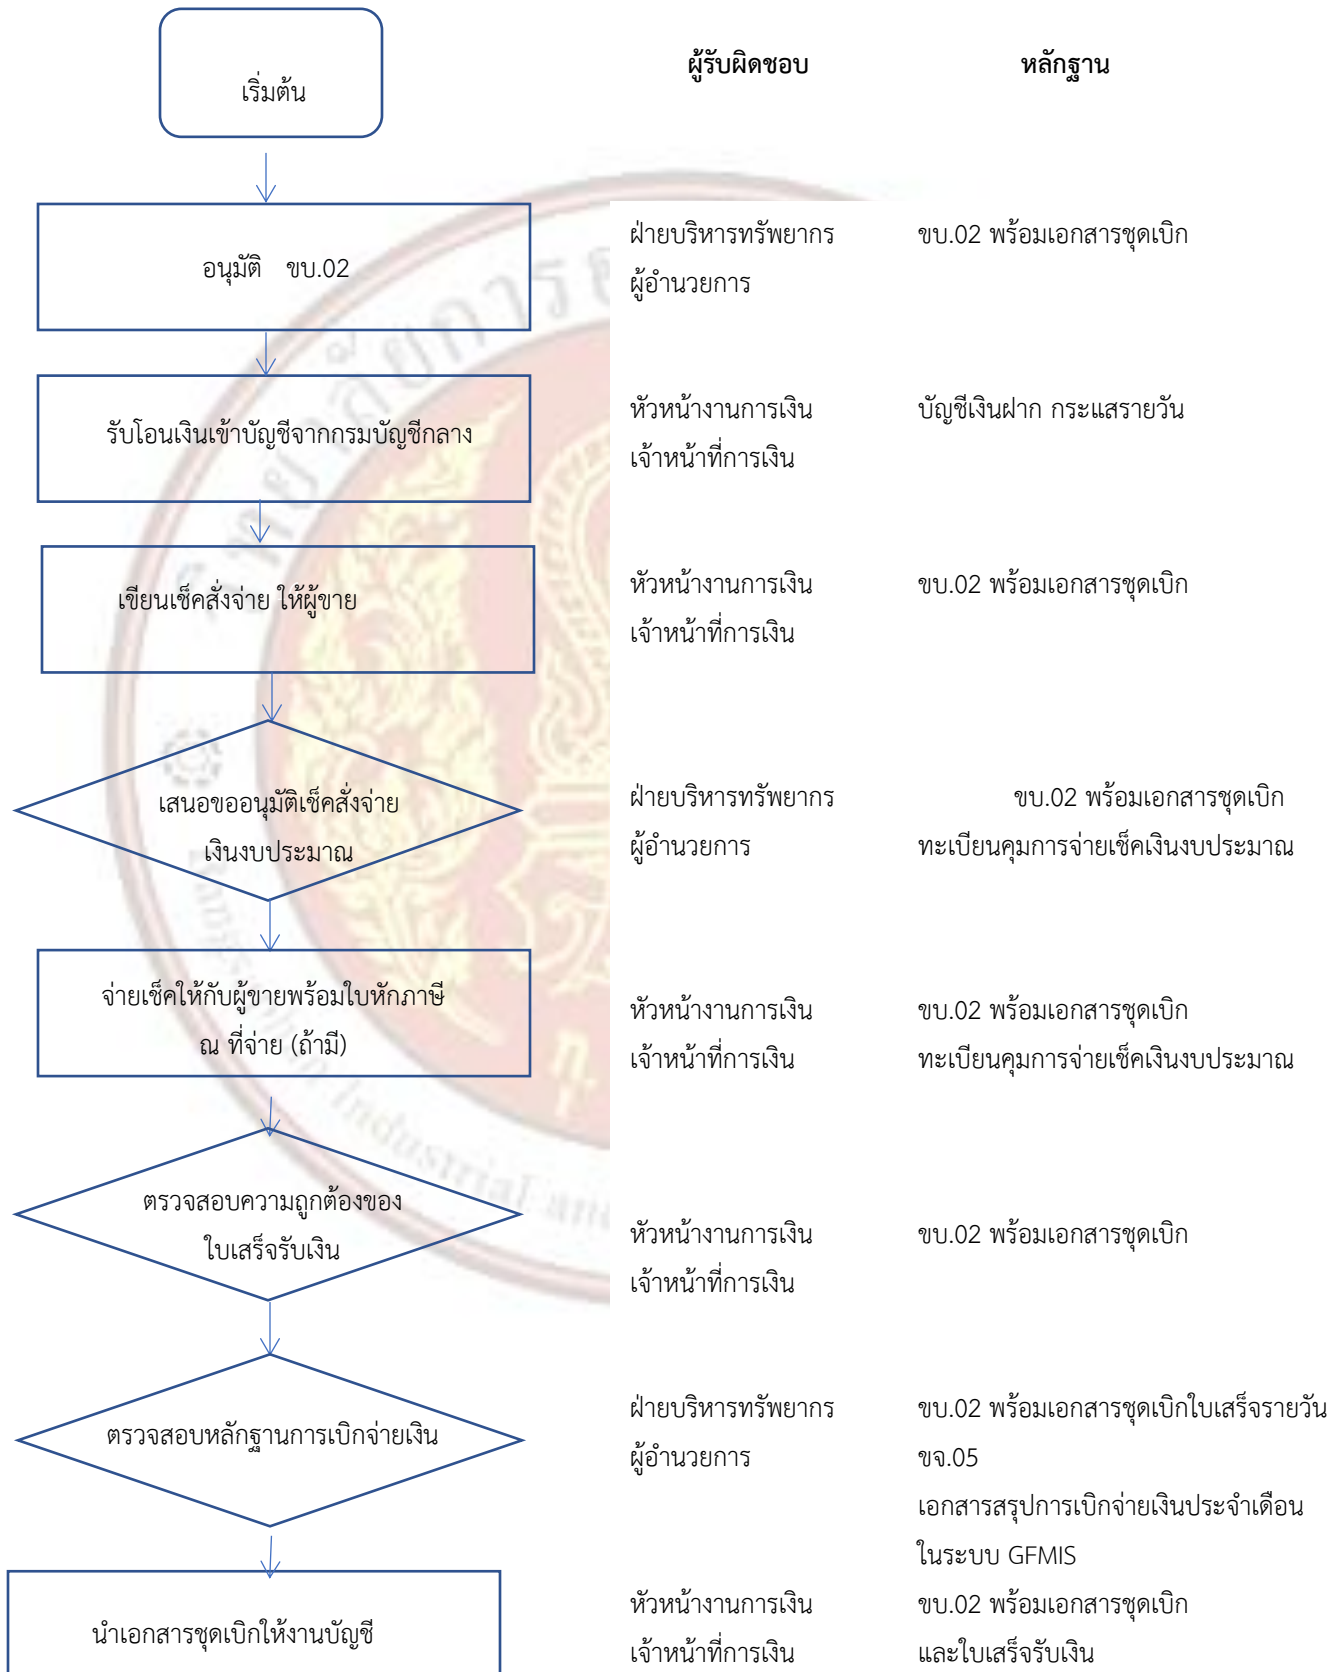 ผู้รับผิดชอบ หลักฐาน
เริ่มต้น
อนุมัติ ขบ.02
ฝ่ายบริหารทรัพยากร ขบ.02 พร้อมเอกสารชุดเบิก
ผู้อำนวยการ
รับโอนเงินเข้าบัญชีจากกรมบัญชีกลาง
หัวหน้างานการเงิน บัญชีเงินฝาก กระแสรายวัน
เจ้าหน้าที่การเงิน
เขียนเช็คสั่งจ่าย ให้ผู้ขาย
หัวหน้างานการเงิน ขบ.02 พร้อมเอกสารชุดเบิก
เจ้าหน้าที่การเงิน
เสนอขออนุมัติเช็คสั่งจ่าย
เงินงบประมาณ
ฝ่ายบริหารทรัพยากร ขบ.02 พร้อมเอกสารชุดเบิก
ผู้อำนวยการ ทะเบียนคุมการจ่ายเช็คเงินงบประมาณ
จ่ายเช็คให้กับผู้ขายพร้อมใบหักภาษี
ณ ที่จ่าย (ถ้ามี)
หัวหน้างานการเงิน ขบ.02 พร้อมเอกสารชุดเบิก
เจ้าหน้าที่การเงิน ทะเบียนคุมการจ่ายเช็คเงินงบประมาณ
ตรวจสอบความถูกต้องของ
ใบเสร็จรับเงิน
หัวหน้างานการเงิน ขบ.02 พร้อมเอกสารชุดเบิก
เจ้าหน้าที่การเงิน
ตรวจสอบหลักฐานการเบิกจ่ายเงิน
ฝ่ายบริหารทรัพยากร ขบ.02 พร้อมเอกสารชุดเบิกใบเสร็จรายวัน
ผู้อำนวยการ ขจ.05
เอกสารสรุปการเบิกจ่ายเงินประจำเดือน
ในระบบ GFMIS
นำเอกสารชุดเบิกให้งานบัญชี
หัวหน้างานการเงิน ขบ.02 พร้อมเอกสารชุดเบิก
เจ้าหน้าที่การเงิน และใบเสร็จรับเงิน
Industrial and